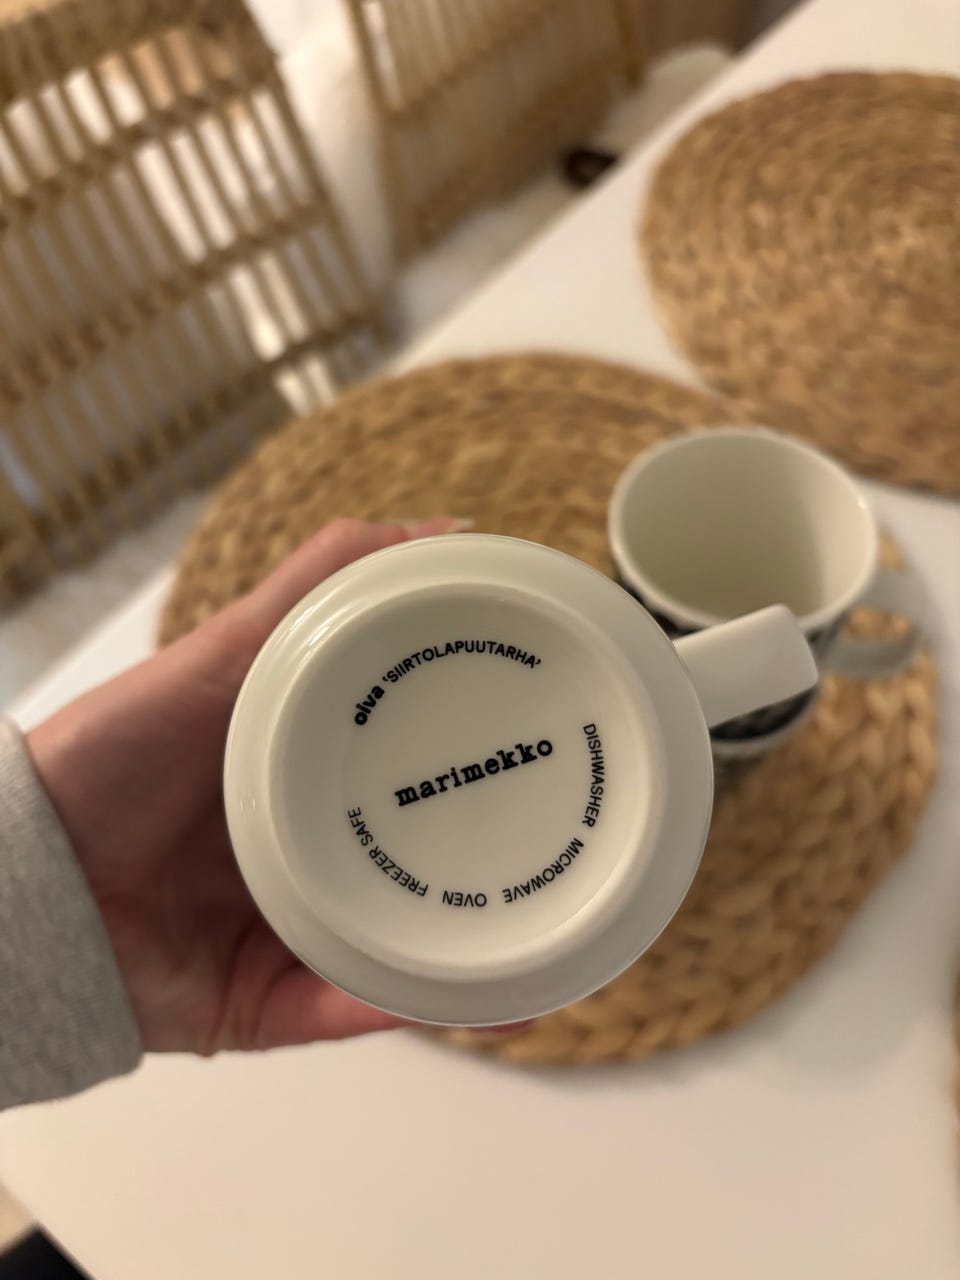 oiva 'SIIRTOLAPUUTARHA'
marimekko
DISHWASHER MICROWAVE OVEN FREEZER SAFE